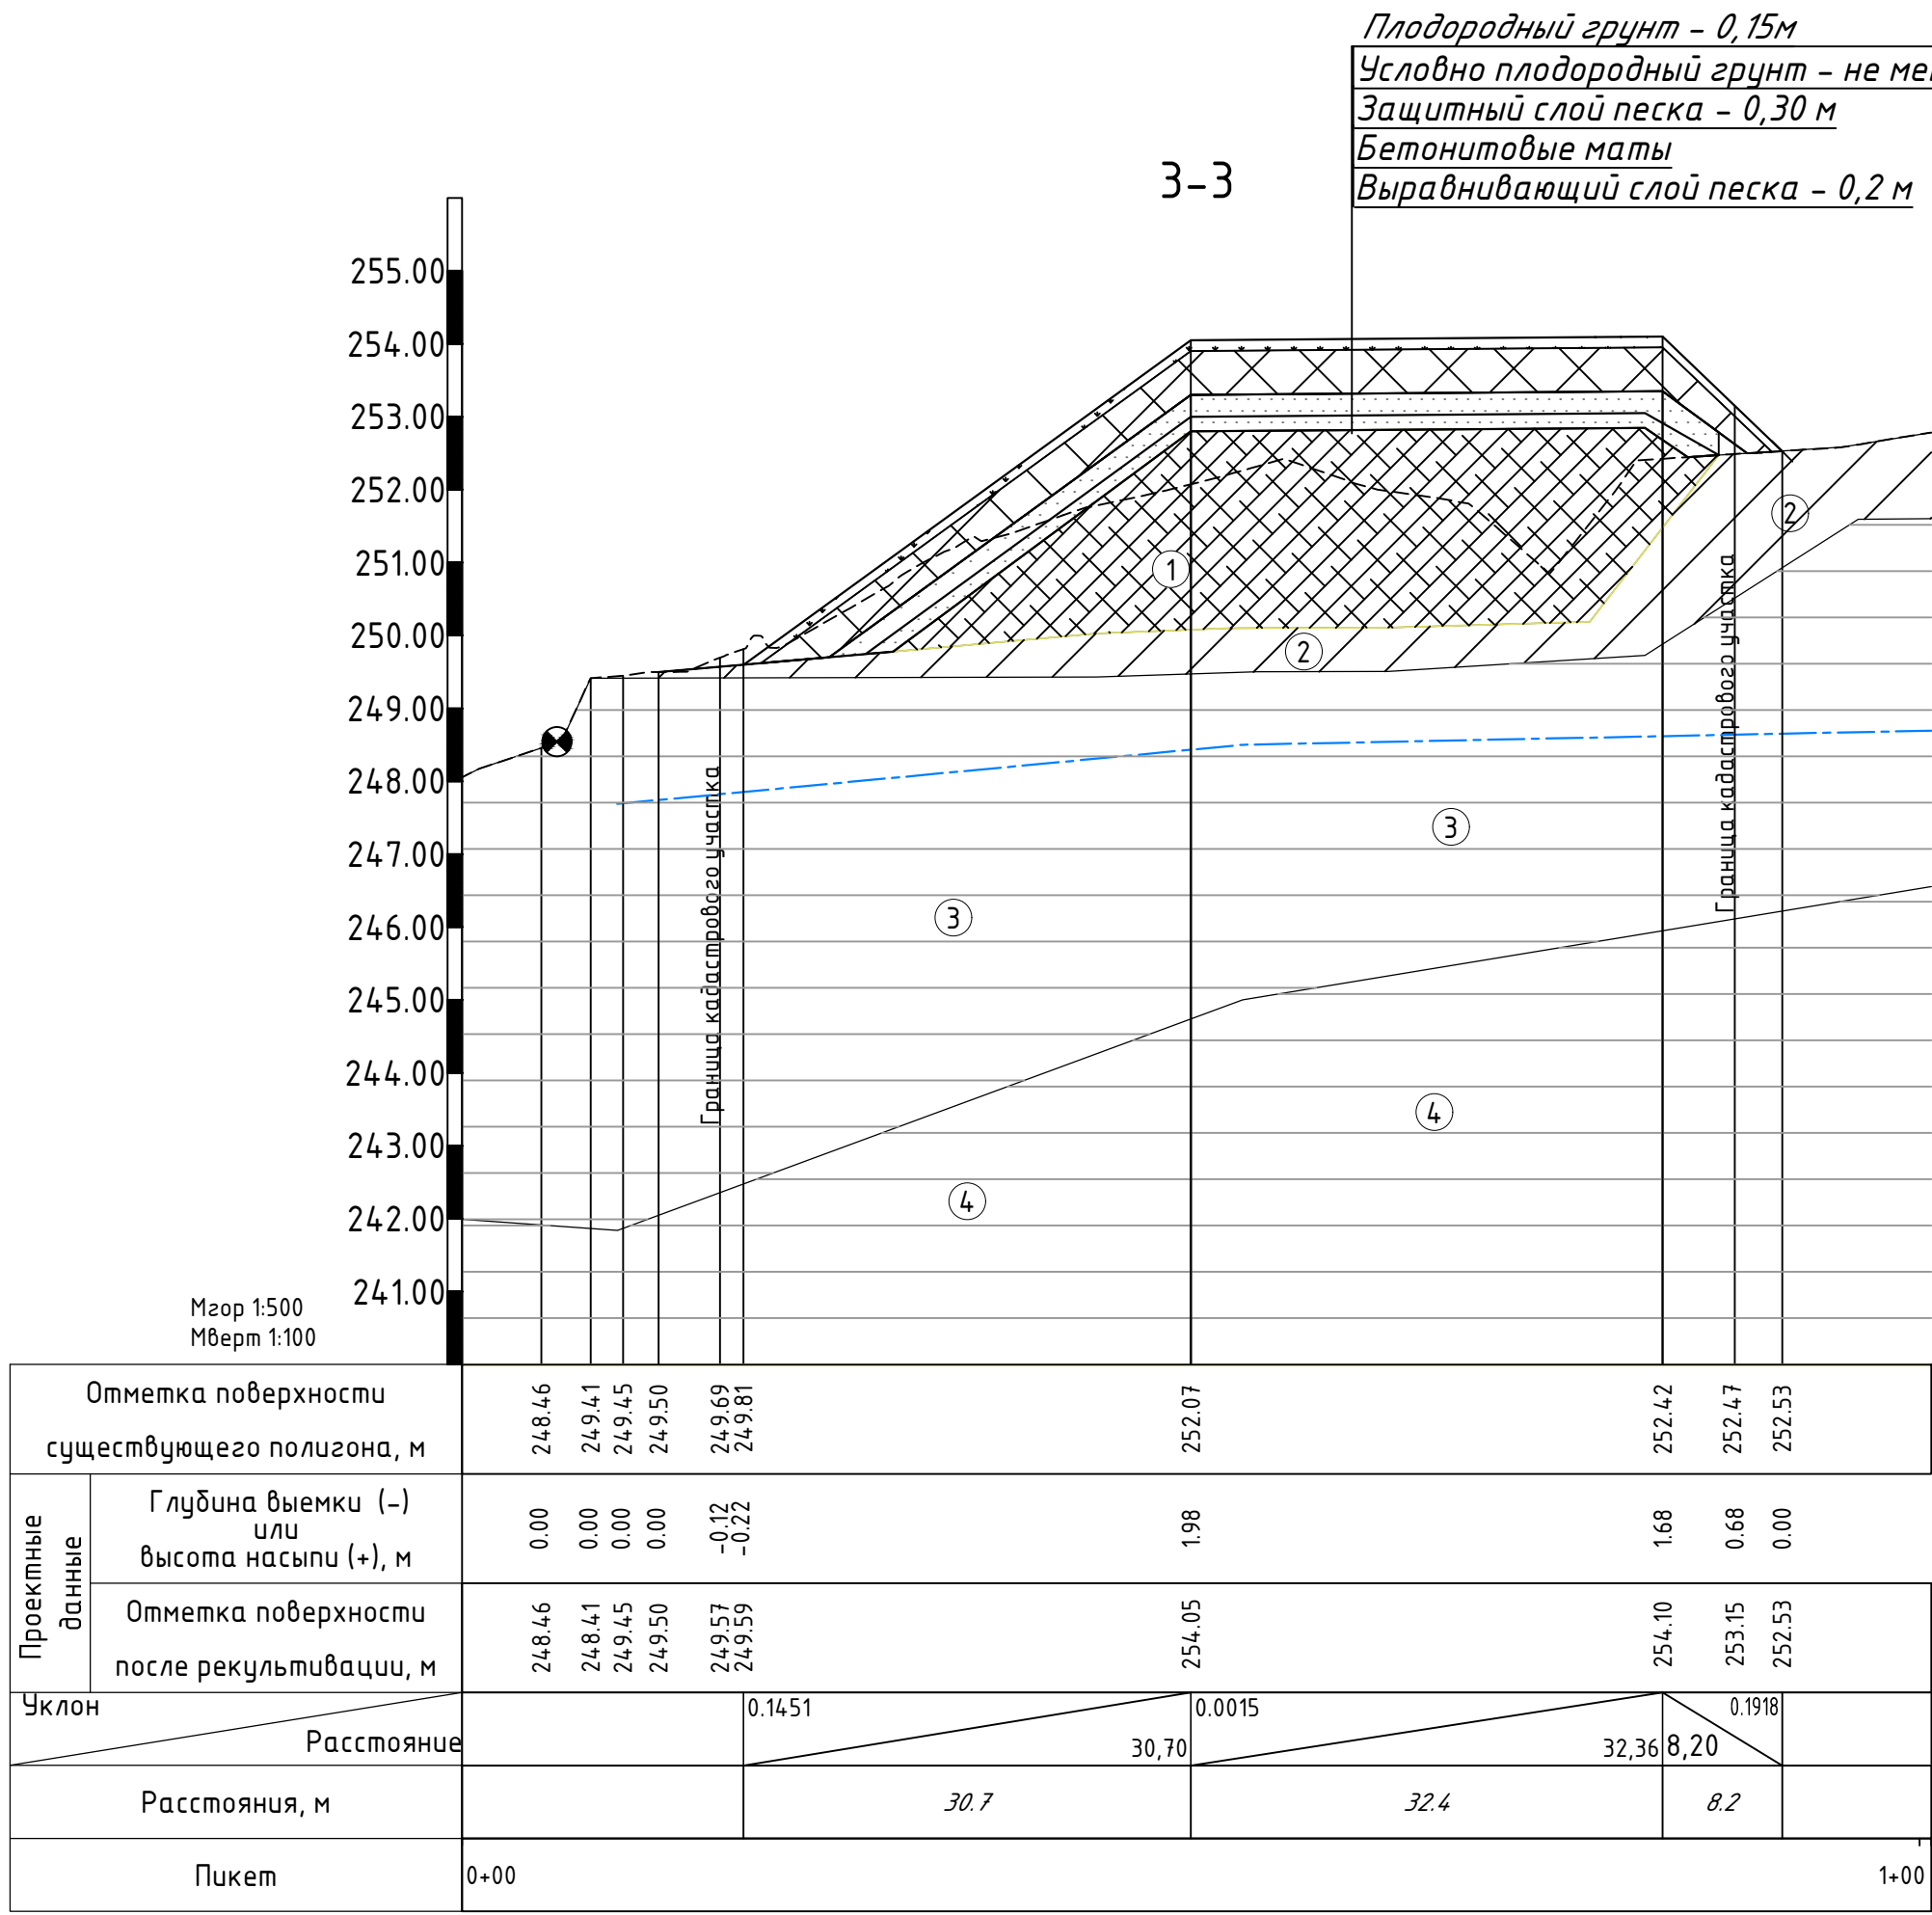 Плодородный грунт - 0,15м
Условно плодородный грунт - не
Защитный слой песка - 0,30 м
Бетонитовые маты
Выравнивающий слой песка - 0,2 м
3-3
255.00
254.00
253.00
252.00
251.00
250.00
249.00
248.00
247.00
246.00
245.00
244.00
243.00
242.00
241.00
1
2
2
3
3
4
4
Граница кадастрового участка
Граница кадастрового участка
Мгор 1:500
Мверт 1:100
Отметка поверхности
существующего полигона, м
248.46 249.41 249.45 249.50 249.69 249.81 252.07 252.42 252.47 252.53
Проектные
данные
Глубина выемки (-)
или
высота насыпи (+), м
0.00 0.00 0.00 0.00 -0.12 -0.22 1.98 1.68 0.68 0.00
Отметка поверхности
после рекультивации, м
248.46 248.41 249.45 249.50 249.57 249.59 254.05 254.10 253.15 252.53
Уклон
0.1451 0.0015 0.1918
Расстояние
30,70 32,36 8,20
Расстояния, м
30.7 32.4 8.2
Пикет
0+00 1+00